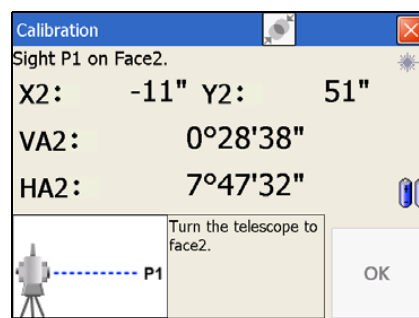 Calibration
Sight P1 on Face2.
X2: -11" Y2: 51"
VA2: 0°28'38"
HA2: 7°47'32"
Turn the telescope to
face2.
P1
OK